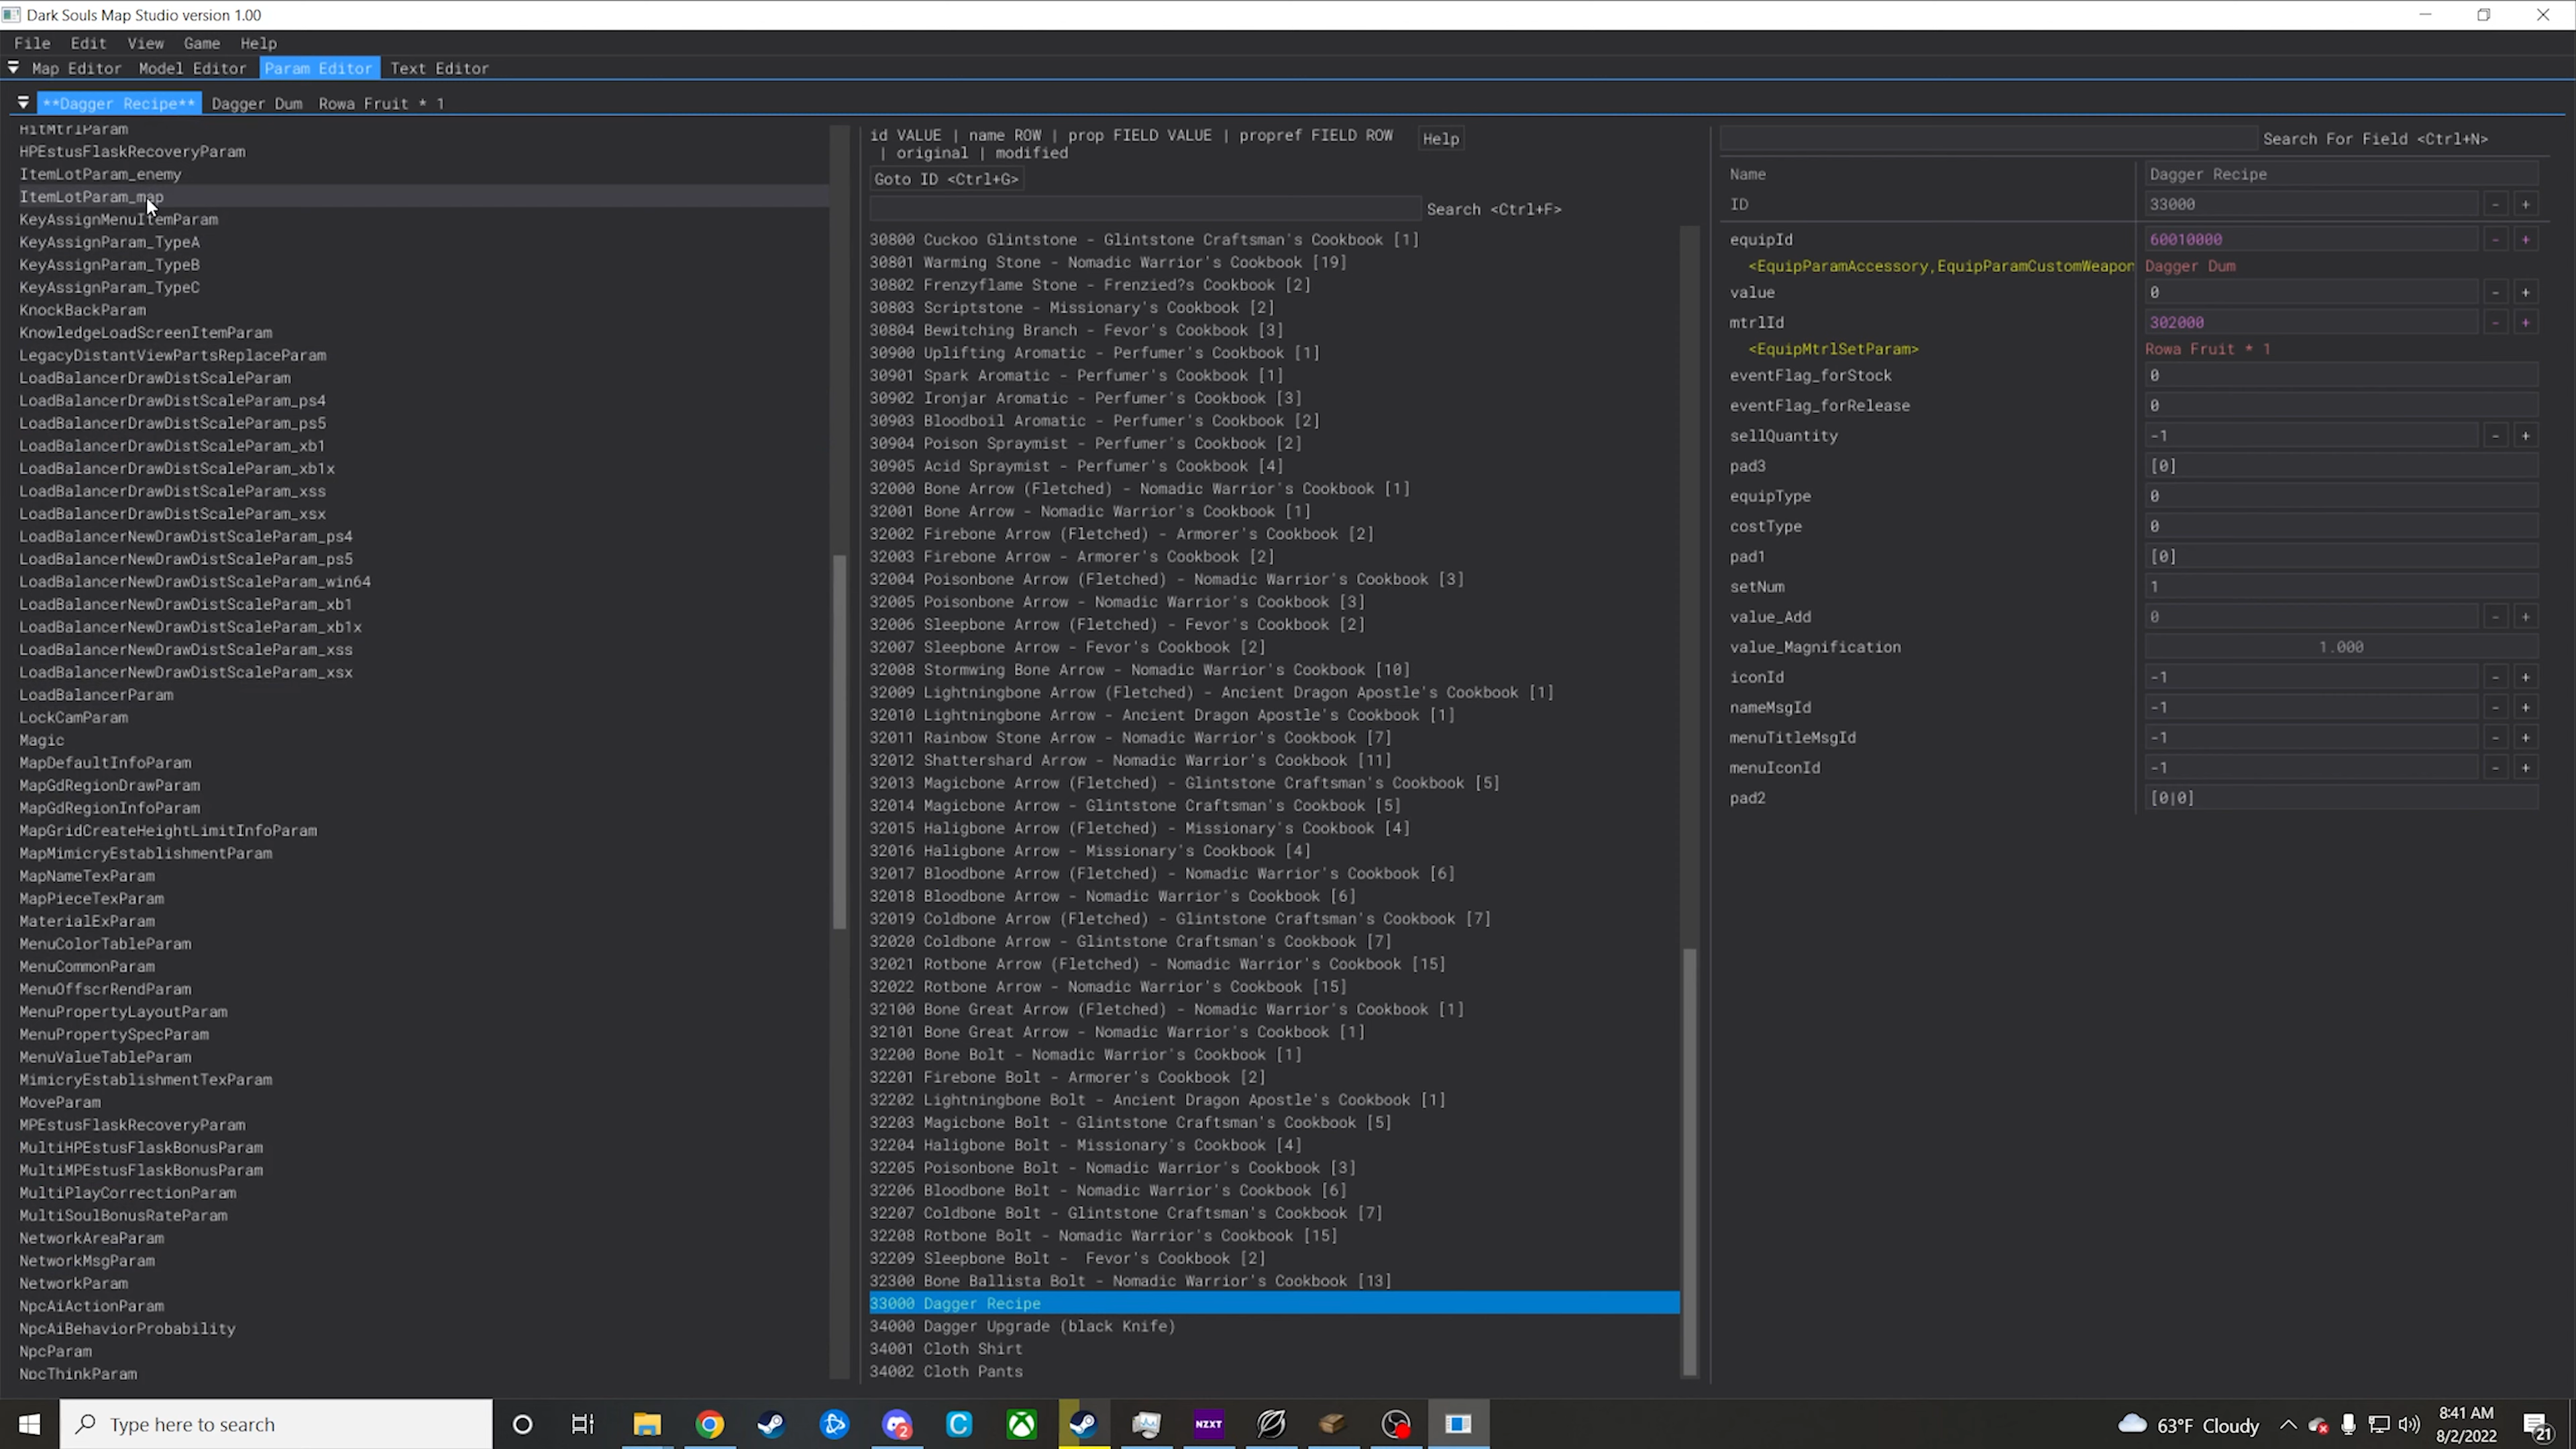 Dark Souls Map Studio version 1.00
File Edit View Game Help
Map Editor Model Editor Param Editor Text Editor
**Dagger Recipe** Dagger Dum Rowa Fruit * 1
HitMtrlParam
HPEstusFlaskRecoveryParam
ItemLotParam_enemy
ItemLotParam_map
KeyAssignMenuItemParam
KeyAssignParam_TypeA
KeyAssignParam_TypeB
KeyAssignParam_TypeC
KnockBackParam
KnowledgeLoadScreenItemParam
LegacyDistantViewPartsReplaceParam
LoadBalancerDrawDistScaleParam
LoadBalancerDrawDistScaleParam_ps4
LoadBalancerDrawDistScaleParam_ps5
LoadBalancerDrawDistScaleParam_xb1
LoadBalancerDrawDistScaleParam_xb1x
LoadBalancerDrawDistScaleParam_xss
LoadBalancerDrawDistScaleParam_xsx
LoadBalancerNewDrawDistScaleParam_ps4
LoadBalancerNewDrawDistScaleParam_ps5
LoadBalancerNewDrawDistScaleParam_win64
LoadBalancerNewDrawDistScaleParam_xb1
LoadBalancerNewDrawDistScaleParam_xb1x
LoadBalancerNewDrawDistScaleParam_xss
LoadBalancerNewDrawDistScaleParam_xsx
LoadBalancerParam
LockCamParam
Magic
MapDefaultInfoParam
MapGdRegionDrawParam
MapGdRegionInfoParam
MapGridCreateHeightLimitInfoParam
MapMimicryEstablishmentParam
MapNameTexParam
MapPieceTexParam
MaterialExParam
MenuColorTableParam
MenuCommonParam
MenuOffscrRendParam
MenuPropertyLayoutParam
MenuPropertySpecParam
MenuValueTableParam
MimicryEstablishmentTexParam
MoveParam
MPEstusFlaskRecoveryParam
MultiHPEstusFlaskBonusParam
MultiMPEstusFlaskBonusParam
MultiPlayCorrectionParam
MultiSoulBonusRateParam
NetworkAreaParam
NetworkMsgParam
NetworkParam
NpcAiActionParam
NpcAiBehaviorProbability
NpcParam
NpcThinkParam
id VALUE | name ROW | prop FIELD VALUE | propref FIELD ROW
| original | modified
Help
Goto ID <Ctrl+G>
Search <Ctrl+F>
30800 Cuckoo Glintstone - Glintstone Craftsman's Cookbook [1]
30801 Warming Stone - Nomadic Warrior's Cookbook [19]
30802 Frenzyflame Stone - Frenzied?s Cookbook [2]
30803 Scriptstone - Missionary's Cookbook [2]
30804 Bewitching Branch - Fevor's Cookbook [3]
30900 Uplifting Aromatic - Perfumer's Cookbook [1]
30901 Spark Aromatic - Perfumer's Cookbook [1]
30902 Ironjar Aromatic - Perfumer's Cookbook [3]
30903 Bloodboil Aromatic - Perfumer's Cookbook [2]
30904 Poison Spraymist - Perfumer's Cookbook [2]
30905 Acid Spraymist - Perfumer's Cookbook [4]
32000 Bone Arrow (Fletched) - Nomadic Warrior's Cookbook [1]
32001 Bone Arrow - Nomadic Warrior's Cookbook [1]
32002 Firebone Arrow (Fletched) - Armorer's Cookbook [2]
32003 Firebone Arrow - Armorer's Cookbook [2]
32004 Poisonbone Arrow (Fletched) - Nomadic Warrior's Cookbook [3]
32005 Poisonbone Arrow - Nomadic Warrior's Cookbook [3]
32006 Sleepbone Arrow (Fletched) - Fevor's Cookbook [2]
32007 Sleepbone Arrow - Fevor's Cookbook [2]
32008 Stormwing Bone Arrow - Nomadic Warrior's Cookbook [10]
32009 Lightningbone Arrow (Fletched) - Ancient Dragon Apostle's Cookbook [1]
32010 Lightningbone Arrow - Ancient Dragon Apostle's Cookbook [1]
32011 Rainbow Stone Arrow - Nomadic Warrior's Cookbook [7]
32012 Shattershard Arrow - Nomadic Warrior's Cookbook [11]
32013 Magicbone Arrow (Fletched) - Glintstone Craftsman's Cookbook [5]
32014 Magicbone Arrow - Glintstone Craftsman's Cookbook [5]
32015 Haligbone Arrow (Fletched) - Missionary's Cookbook [4]
32016 Haligbone Arrow - Missionary's Cookbook [4]
32017 Bloodbone Arrow (Fletched) - Nomadic Warrior's Cookbook [6]
32018 Bloodbone Arrow - Nomadic Warrior's Cookbook [6]
32019 Coldbone Arrow (Fletched) - Glintstone Craftsman's Cookbook [7]
32020 Coldbone Arrow - Glintstone Craftsman's Cookbook [7]
32021 Rotbone Arrow (Fletched) - Nomadic Warrior's Cookbook [15]
32022 Rotbone Arrow - Nomadic Warrior's Cookbook [15]
32100 Bone Great Arrow (Fletched) - Nomadic Warrior's Cookbook [1]
32101 Bone Great Arrow - Nomadic Warrior's Cookbook [1]
32200 Bone Bolt - Nomadic Warrior's Cookbook [1]
32201 Firebone Bolt - Armorer's Cookbook [2]
32202 Lightningbone Bolt - Ancient Dragon Apostle's Cookbook [1]
32203 Magicbone Bolt - Glintstone Craftsman's Cookbook [5]
32204 Haligbone Bolt - Missionary's Cookbook [4]
32205 Poisonbone Bolt - Nomadic Warrior's Cookbook [3]
32206 Bloodbone Bolt - Nomadic Warrior's Cookbook [6]
32207 Coldbone Bolt - Glintstone Craftsman's Cookbook [7]
32208 Rotbone Bolt - Nomadic Warrior's Cookbook [15]
32209 Sleepbone Bolt -  Fevor's Cookbook [2]
32300 Bone Ballista Bolt - Nomadic Warrior's Cookbook [13]
33000 Dagger Recipe
34000 Dagger Upgrade (black Knife)
34001 Cloth Shirt
34002 Cloth Pants
Search For Field <Ctrl+N>
Name Dagger Recipe
ID 33000 - +
equipId 60010000 - +
<EquipParamAccessory,EquipParamCustomWeapon Dagger Dum
value 0 - +
mtrlId 302000 - +
<EquipMtrlSetParam> Rowa Fruit * 1
eventFlag_forStock 0
eventFlag_forRelease 0
sellQuantity -1 - +
pad3 [0]
equipType 0
costType 0
pad1 [0]
setNum 1
value_Add 0 - +
value_Magnification 1.000
iconId -1 - +
nameMsgId -1 - +
menuTitleMsgId -1 - +
menuIconId -1 - +
pad2 [0|0]
Type here to search
2
C
NZXT
63°F Cloudy
8:41 AM
8/2/2022
21